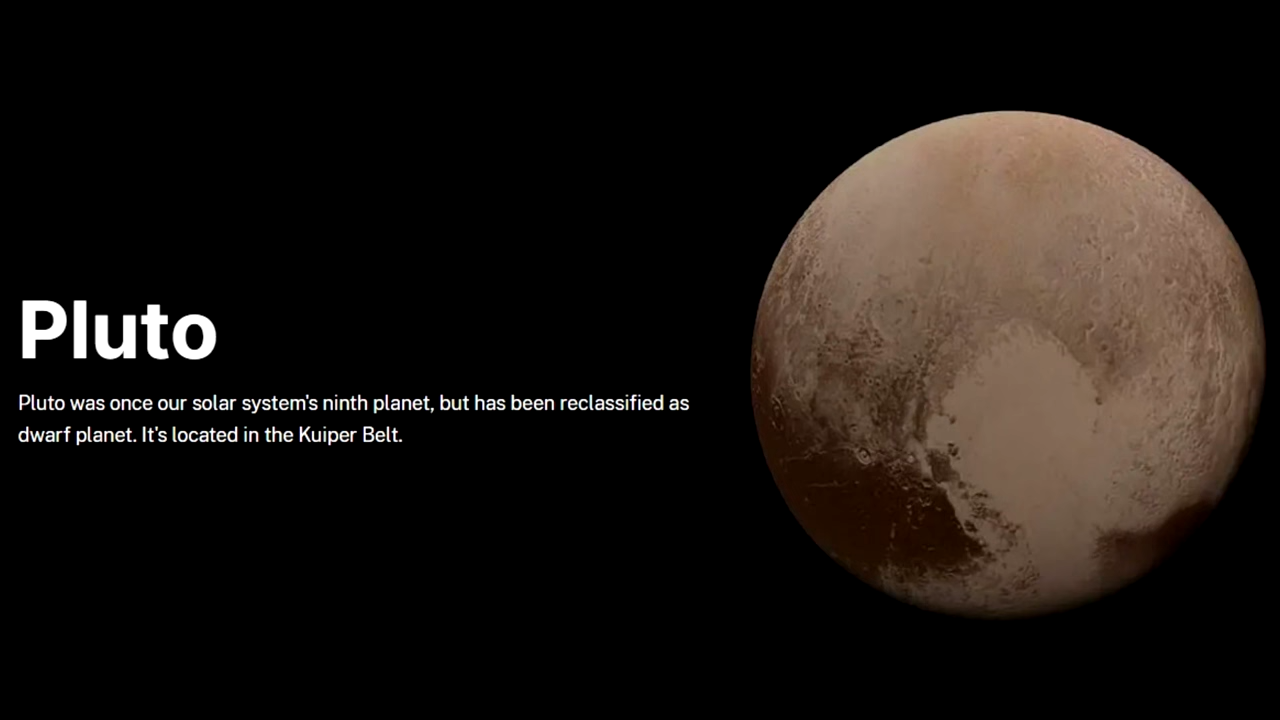 Pluto
Pluto was once our solar system's ninth planet, but has been reclassified as
dwarf planet. It's located in the Kuiper Belt.